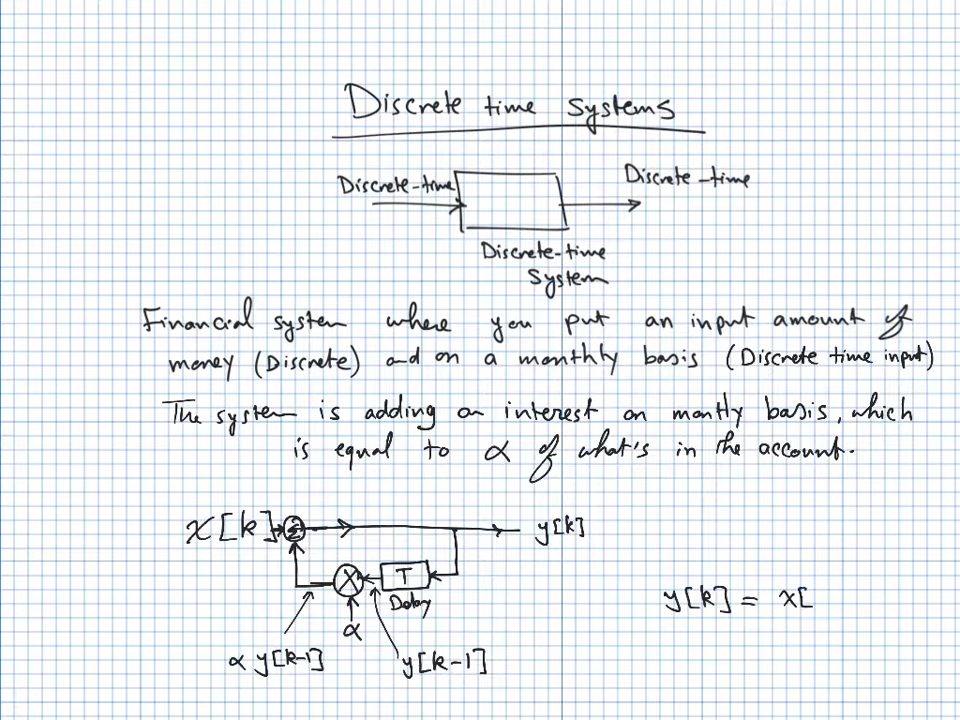 Discrete time systems
Discrete-time
Discrete-time
Discrete-time
System
Financial system where you put an input amount of
money (Discrete) and on a monthly basis (Discrete time input)
The system is adding an interest on montly basis, which
is equal to α of what's in the account.
x[k] Σ y[k]
X T
Delay
α
α y[k-1] y[k-1]
y[k] = x[